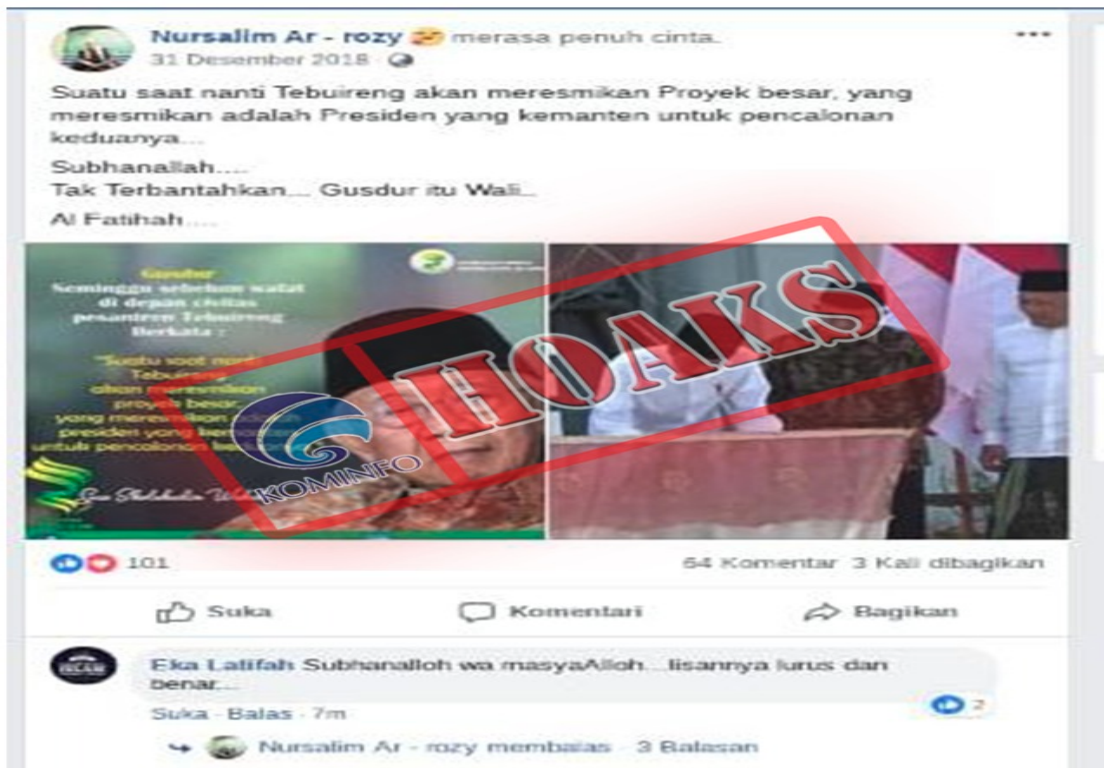 Nursalim Ar - rozy merasa penuh cinta.
31 Desember 2018
Suatu saat nanti Tebuireng akan meresmikan Proyek besar, yang
meresmikan adalah Presiden yang kemanten untuk pencalonan
keduanya...
Subhanallah....
Tak Terbantahkan.... Gusdur itu Wali..
Al Fatihah....
Gusdur
Seminggu sebelum wafat
di depan civitas
pesantren Tebuireng
Berkata :
"Suatu saat nanti
Tebuireng
akan meresmikan
proyek besar,
yang meresmikan
presiden yang
untuk pencalonan
HOAKS
KOMINFO
101
64 Komentar 3 Kali dibagikan
Suka Komentari Bagikan
Eka Latifah Subhanalloh wa masyaAlloh...lisannya lurus dan
benar...
Suka · Balas · 7m
2
Nursalim Ar - rozy membalas · 3 Balasan